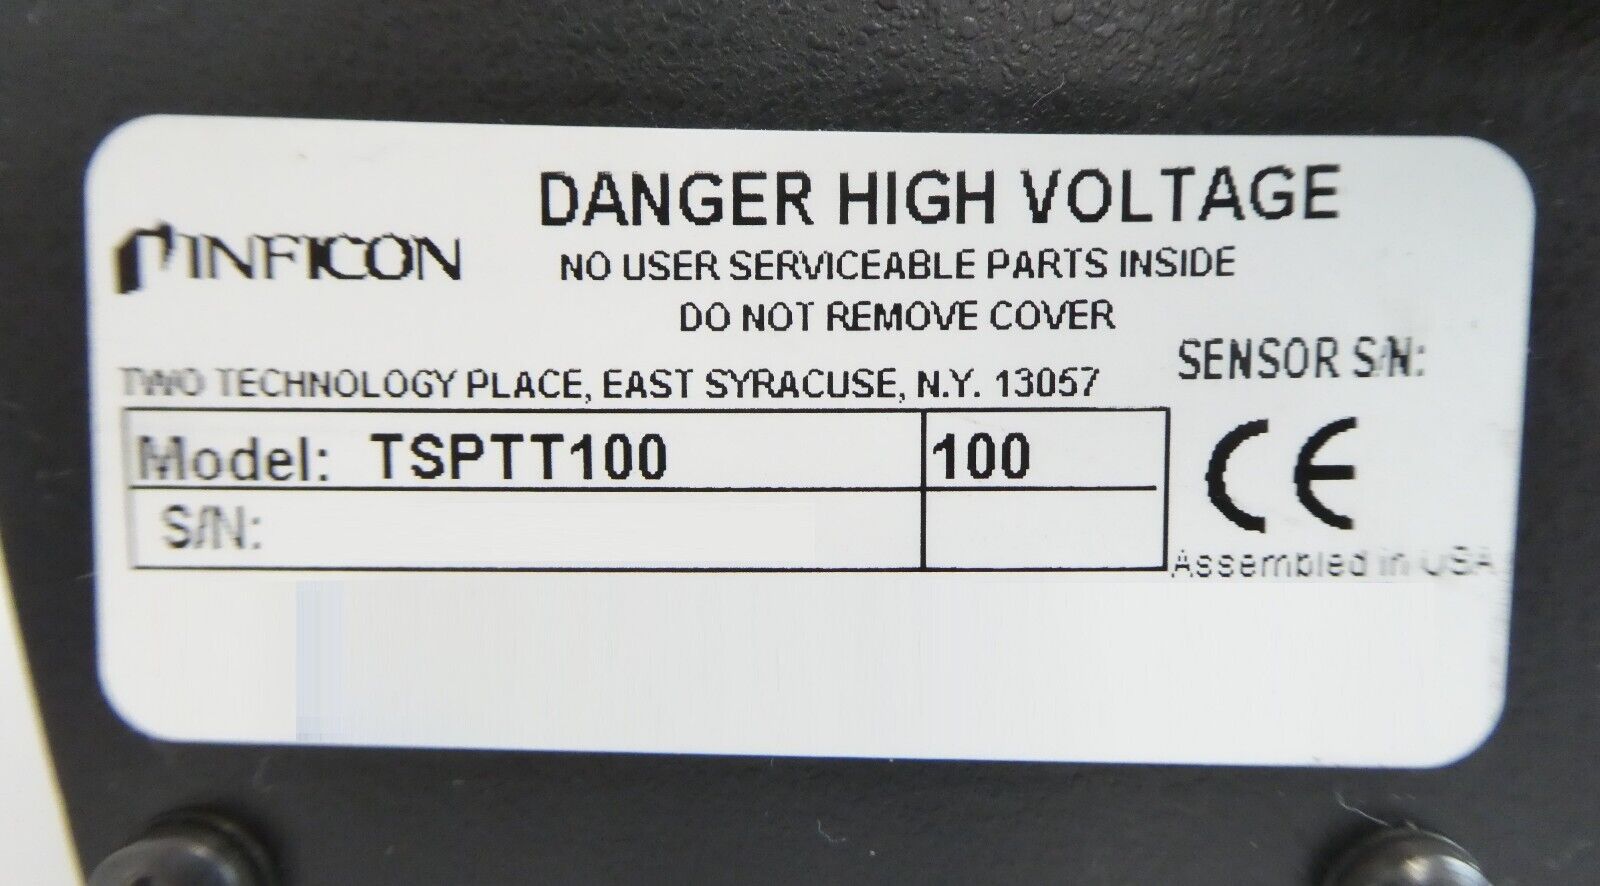 INFICON
DANGER HIGH VOLTAGE
NO USER SERVICEABLE PARTS INSIDE
DO NOT REMOVE COVER
TWO TECHNOLOGY PLACE, EAST SYRACUSE, N.Y. 13057
SENSOR S/N:
Model: TSPTT100 100
S/N:
CE
Assembled in USA